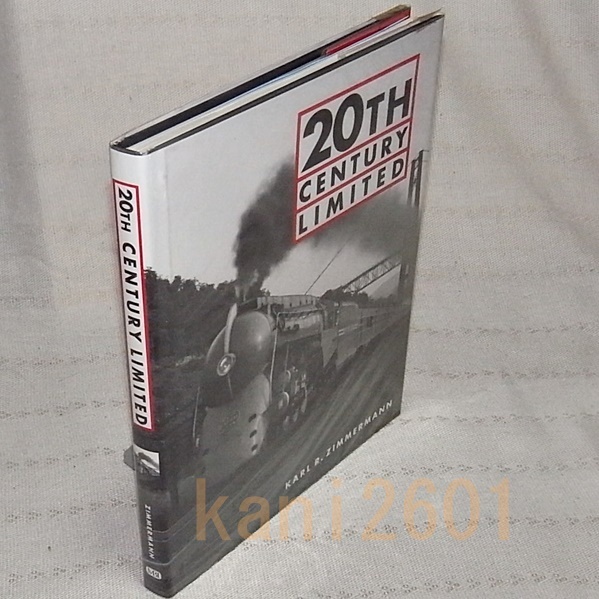 20TH
CENTURY
LIMITED
KARL R. ZIMMERMANN
20TH CENTURY LIMITED
ZIMMERMANN
kani2601